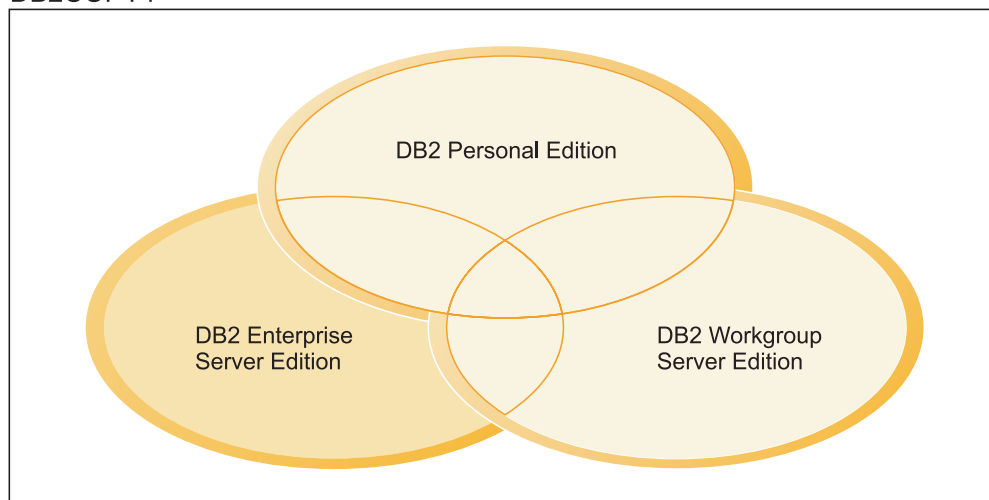 DB2 Personal Edition
DB2 Enterprise
Server Edition
DB2 Workgroup
Server Edition